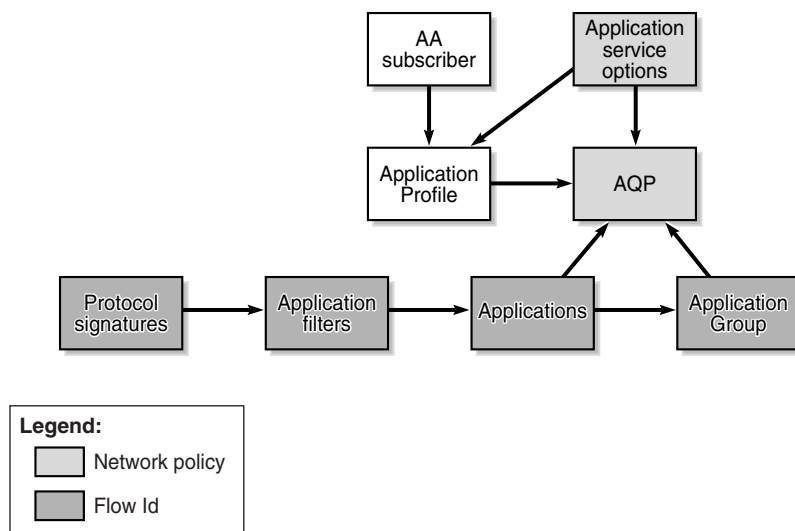 AA
subscriber
Application
service
options
Application
Profile
AQP
Protocol
signatures
Application
filters
Applications
Application
Group
Legend:
Network policy
Flow Id